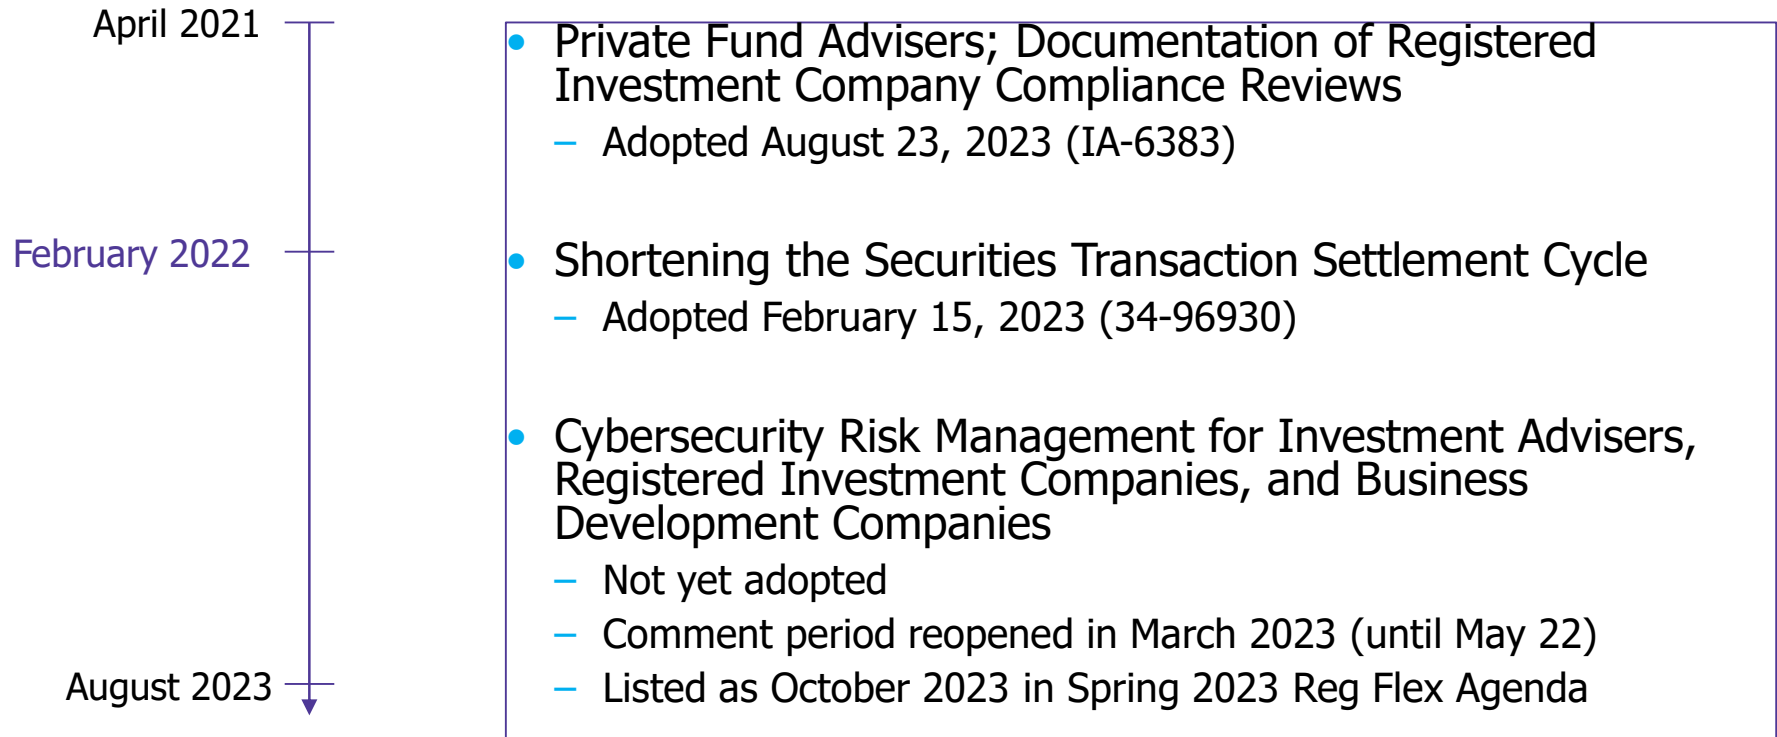 April 2021
February 2022
August 2023
• Private Fund Advisers; Documentation of Registered
Investment Company Compliance Reviews
– Adopted August 23, 2023 (IA-6383)
• Shortening the Securities Transaction Settlement Cycle
– Adopted February 15, 2023 (34-96930)
• Cybersecurity Risk Management for Investment Advisers,
Registered Investment Companies, and Business
Development Companies
– Not yet adopted
– Comment period reopened in March 2023 (until May 22)
– Listed as October 2023 in Spring 2023 Reg Flex Agenda